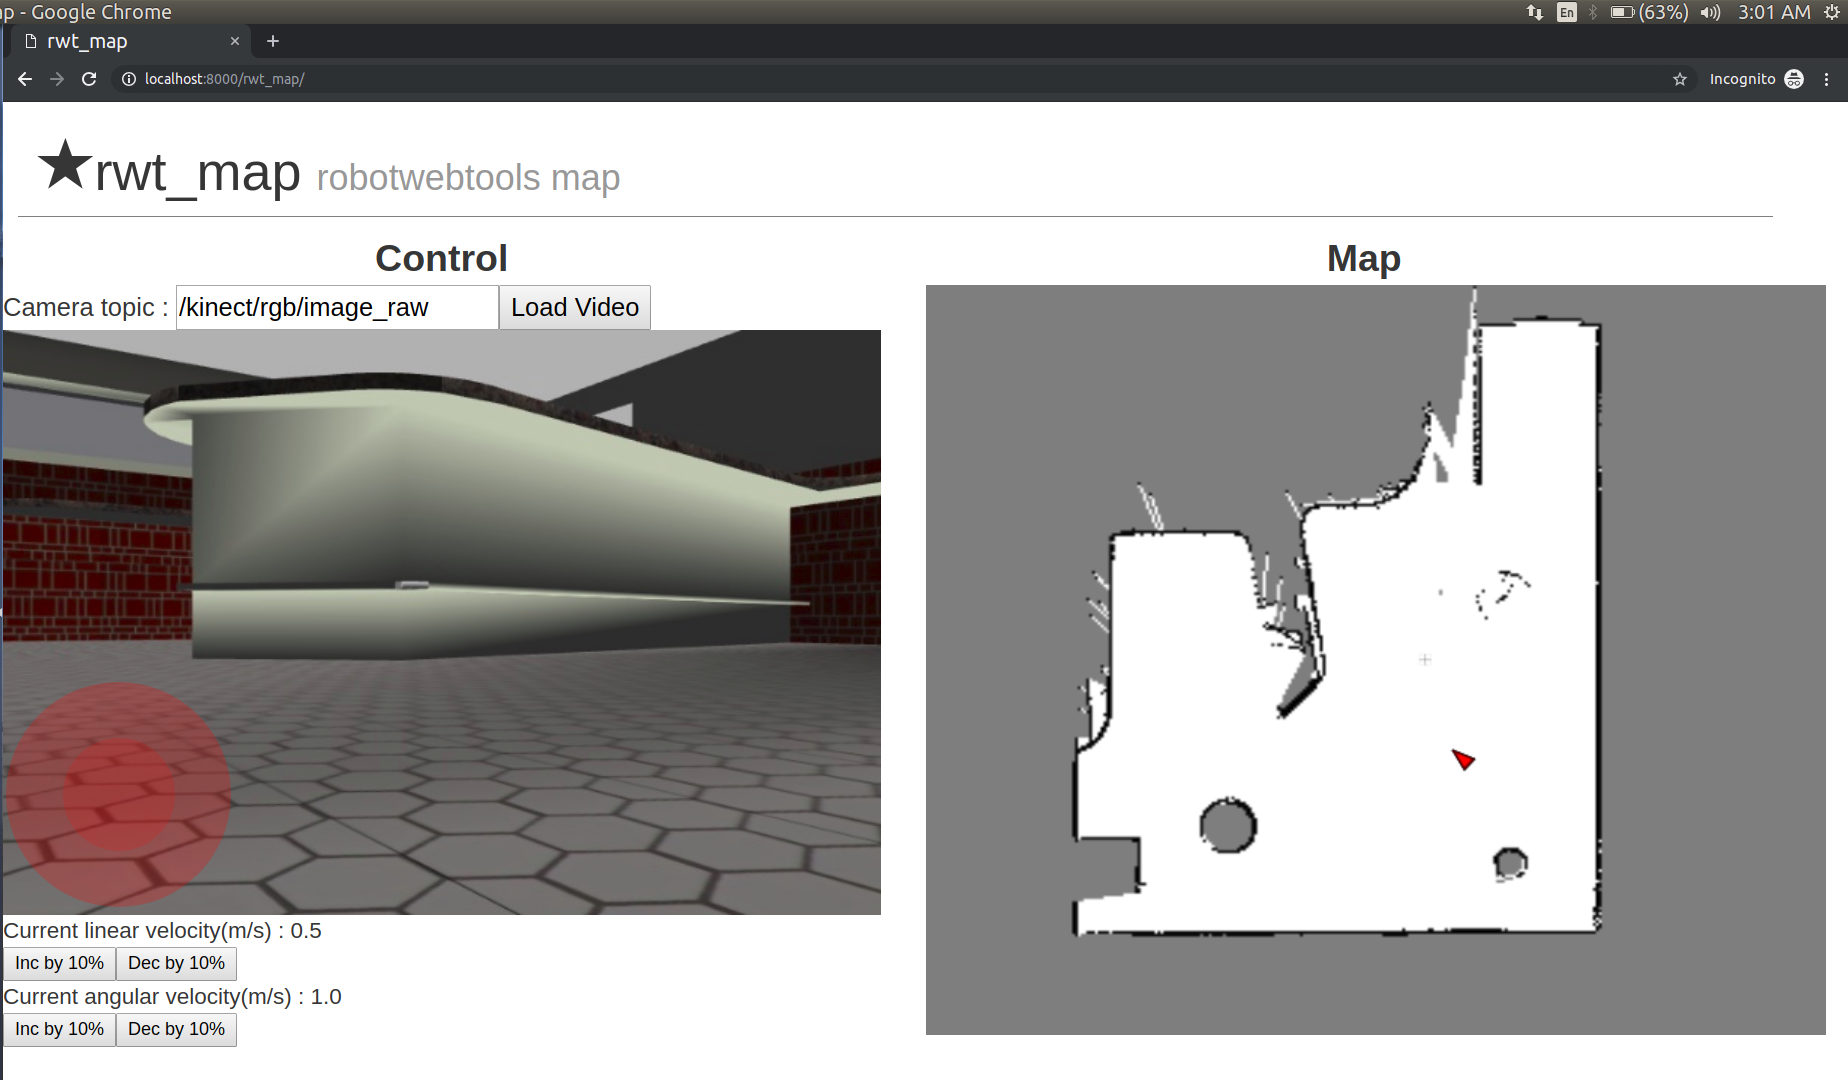 ap - Google Chrome
En
(63%)
3:01 AM
rwt_map
localhost:8000/rwt_map/
Incognito
★rwt_map robotwebtools map
Control
Map
Camera topic : /kinect/rgb/image_raw Load Video
Current linear velocity(m/s) : 0.5
Inc by 10% Dec by 10%
Current angular velocity(m/s) : 1.0
Inc by 10% Dec by 10%